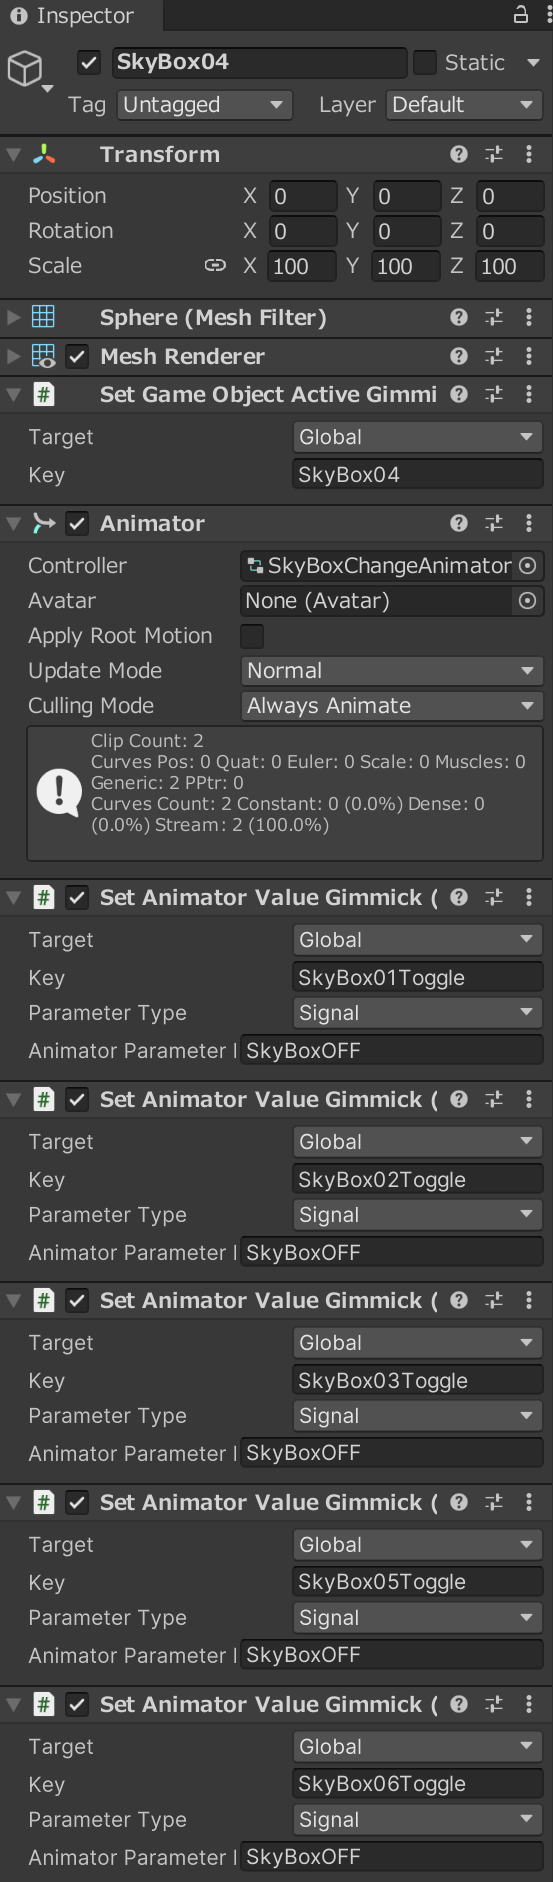 Inspector
SkyBox04 Static
Tag Untagged Layer Default
Transform
Position X 0 Y 0 Z 0
Rotation X 0 Y 0 Z 0
Scale X 100 Y 100 Z 100
Sphere (Mesh Filter)
Mesh Renderer
Set Game Object Active Gimmi
Target Global
Key SkyBox04
Animator
Controller SkyBoxChangeAnimator
Avatar None (Avatar)
Apply Root Motion
Update Mode Normal
Culling Mode Always Animate
Clip Count: 2
Curves Pos: 0 Quat: 0 Euler: 0 Scale: 0 Muscles: 0
Generic: 2 PPtr: 0
Curves Count: 2 Constant: 0 (0.0%) Dense: 0
(0.0%) Stream: 2 (100.0%)
Set Animator Value Gimmick (
Target Global
Key SkyBox01Toggle
Parameter Type Signal
Animator Parameter I SkyBoxOFF
Set Animator Value Gimmick (
Target Global
Key SkyBox02Toggle
Parameter Type Signal
Animator Parameter I SkyBoxOFF
Set Animator Value Gimmick (
Target Global
Key SkyBox03Toggle
Parameter Type Signal
Animator Parameter I SkyBoxOFF
Set Animator Value Gimmick (
Target Global
Key SkyBox05Toggle
Parameter Type Signal
Animator Parameter I SkyBoxOFF
Set Animator Value Gimmick (
Target Global
Key SkyBox06Toggle
Parameter Type Signal
Animator Parameter I SkyBoxOFF